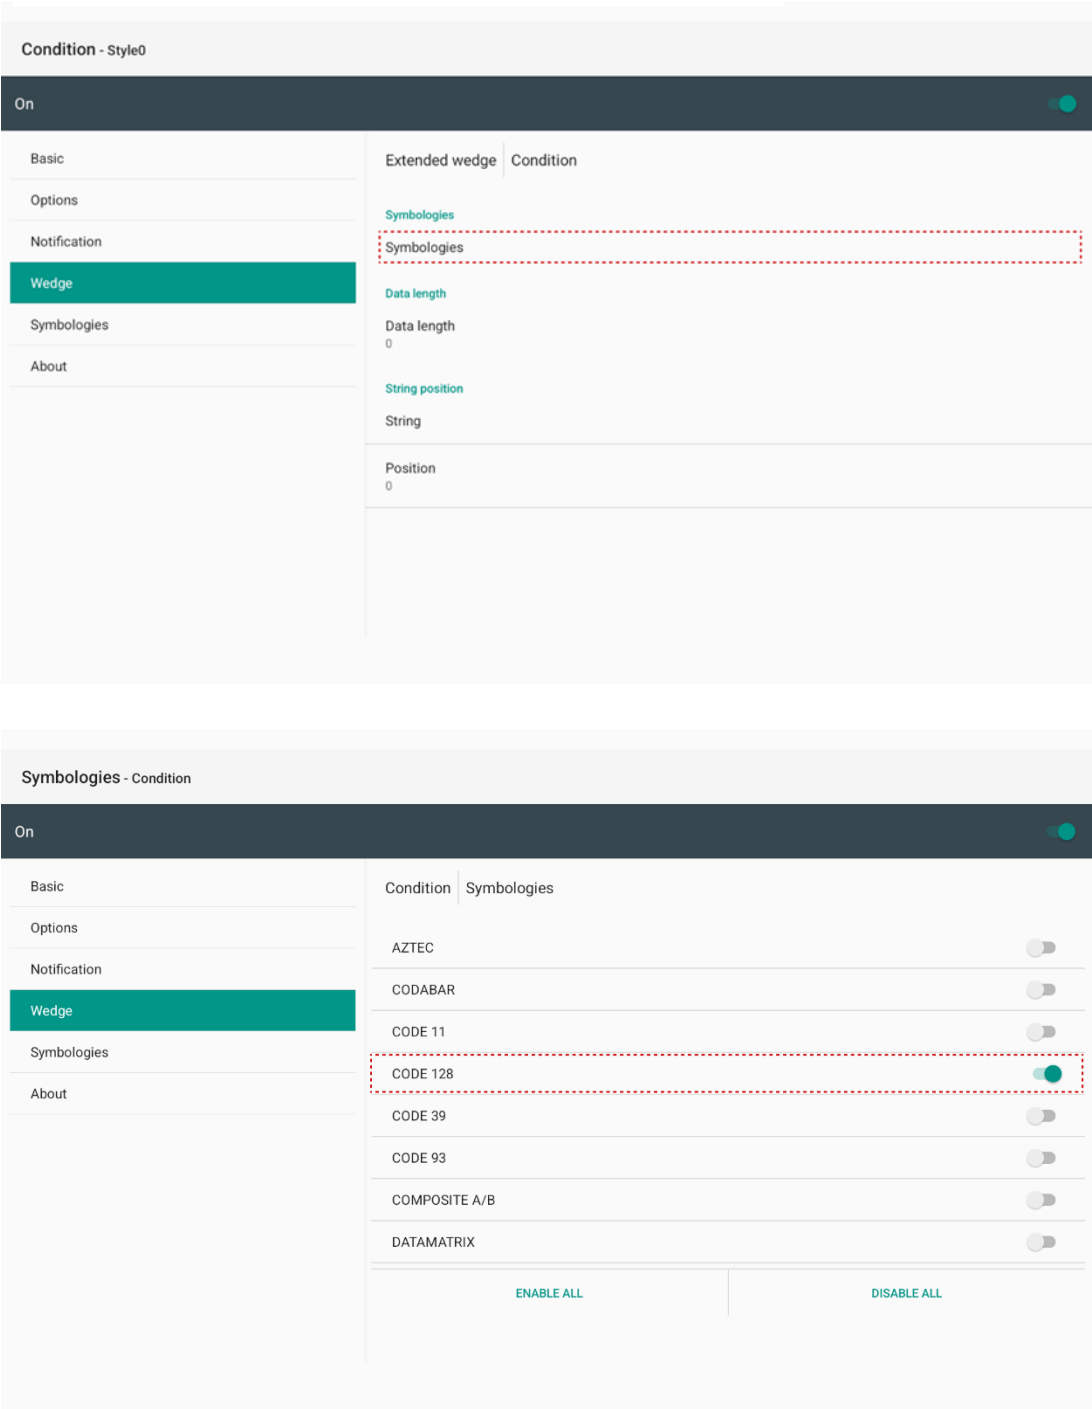 Condition - Style0
On
Basic
Options
Notification
Wedge
Symbologies
About
Extended wedge Condition
Symbologies
Symbologies
Data length
Data length
0
String position
String
Position
0
Symbologies - Condition
On
Basic
Options
Notification
Wedge
Symbologies
About
Condition Symbologies
AZTEC
CODABAR
CODE 11
CODE 128
CODE 39
CODE 93
COMPOSITE A/B
DATAMATRIX
ENABLE ALL DISABLE ALL